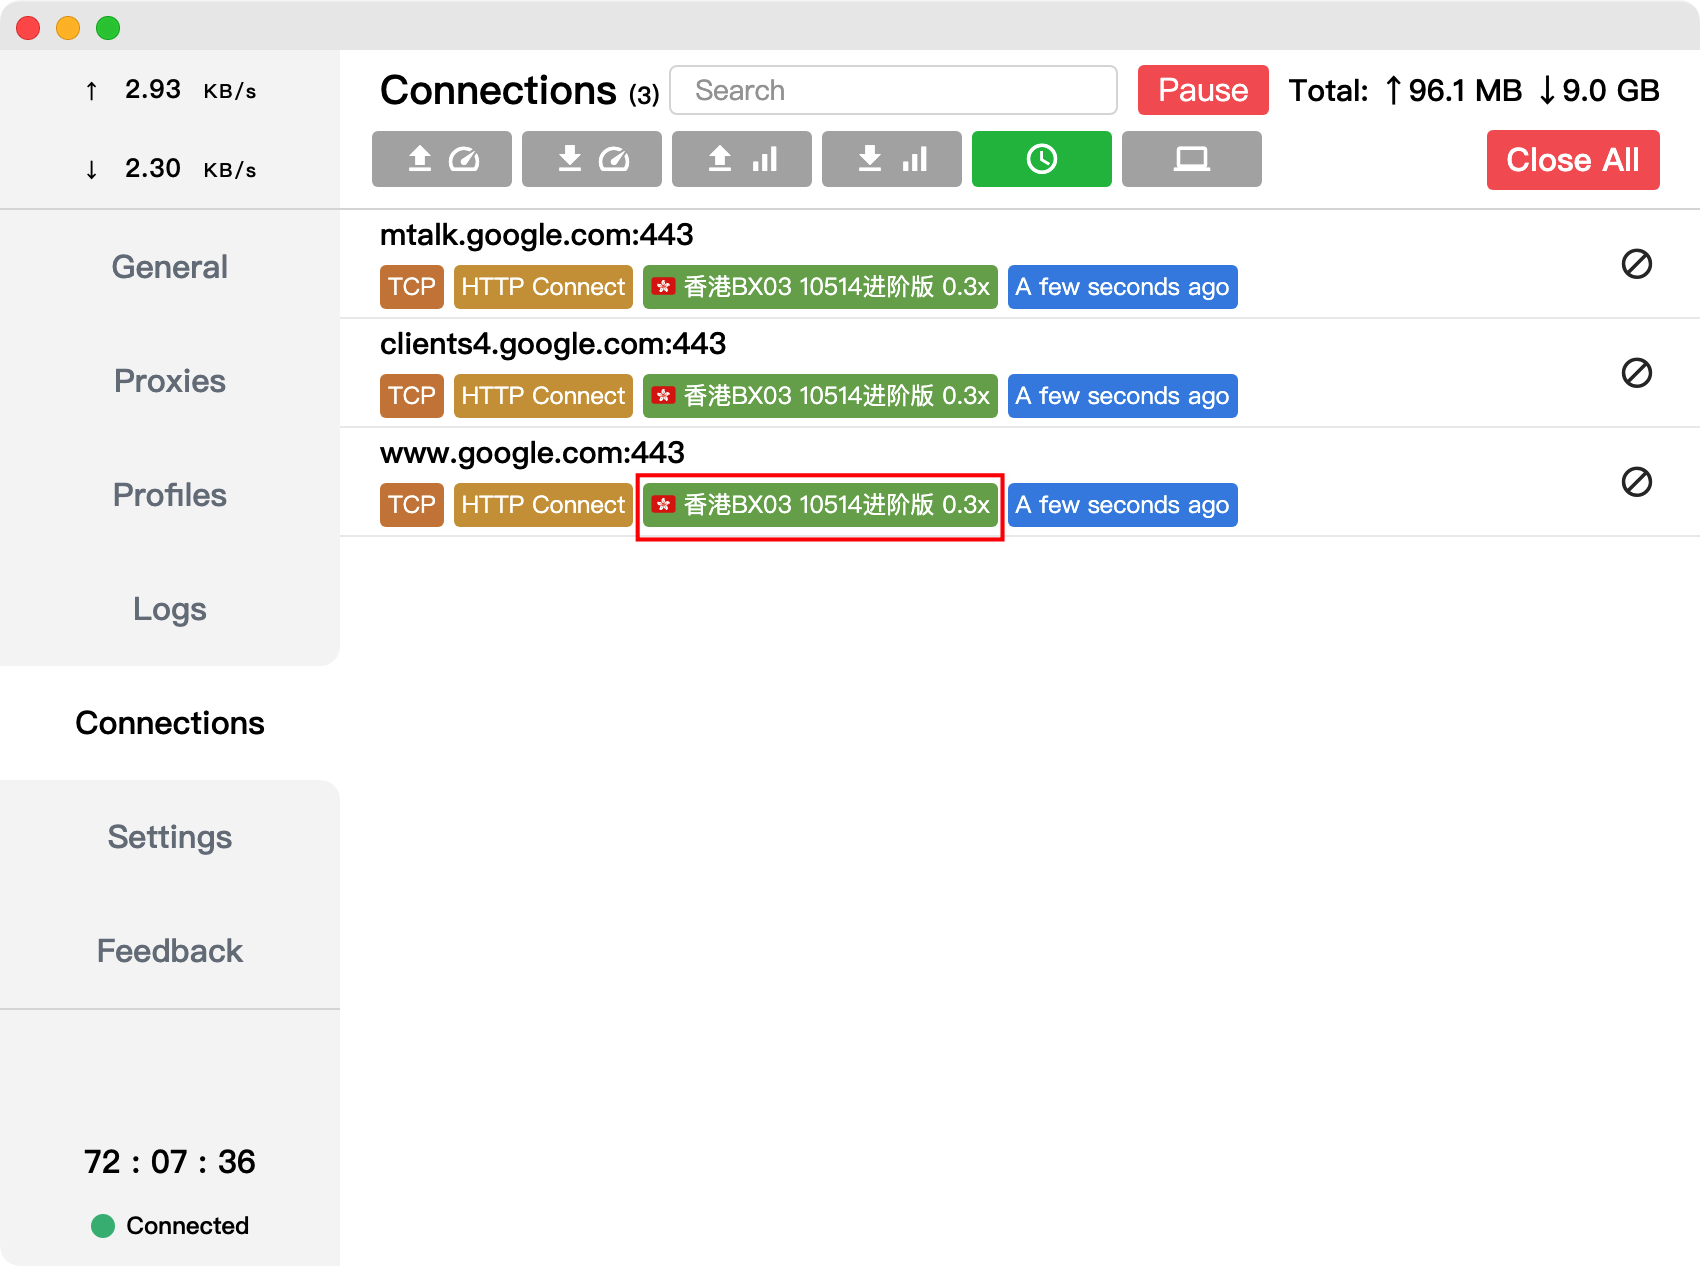 ↑ 2.93 KB/s
↓ 2.30 KB/s
General
Proxies
Profiles
Logs
Connections
Settings
Feedback
72 : 07 : 36
Connected
Connections (3)
Search
Pause
Total: ↑96.1 MB ↓9.0 GB
Close All
mtalk.google.com:443
TCP HTTP Connect 🇭🇰 香港BX03 10514进阶版 0.3x A few seconds ago
clients4.google.com:443
TCP HTTP Connect 🇭🇰 香港BX03 10514进阶版 0.3x A few seconds ago
www.google.com:443
TCP HTTP Connect 🇭🇰 香港BX03 10514进阶版 0.3x A few seconds ago